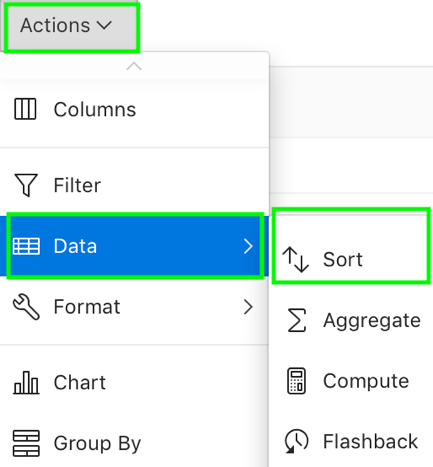 Actions
Columns
Filter
Data
Format
Chart
Group By
Sort
Aggregate
Compute
Flashback